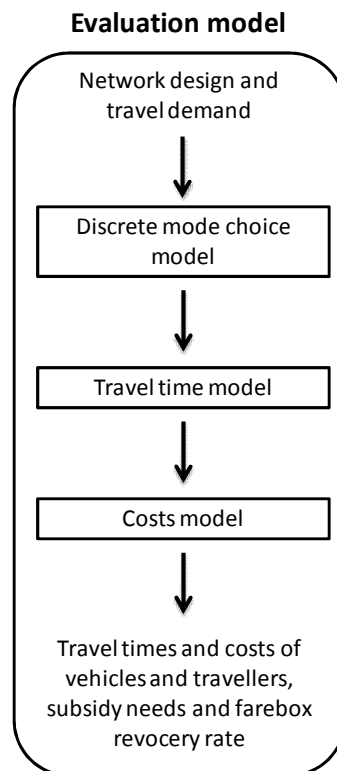 Evaluation model
Network design and
travel demand
Discrete mode choice
model
Travel time model
Costs model
Travel times and costs of
vehicles and travellers,
subsidy needs and farebox
revocery rate